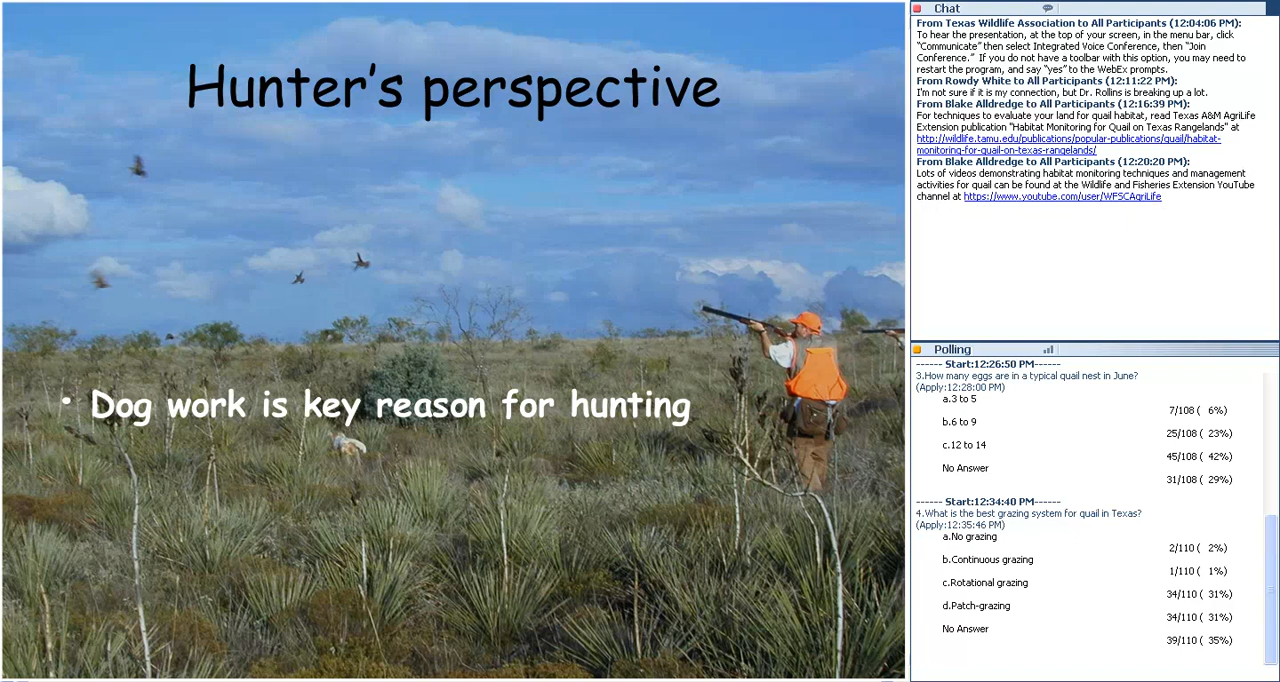 Hunter's perspective
• Dog work is key reason for hunting
Chat
From Texas Wildlife Association to All Participants (12:04:06 PM):
To hear the presentation, at the top of your screen, in the menu bar, click
"Communicate" then select Integrated Voice Conference, then "Join
Conference." If you do not have a toolbar with this option, you may need to
restart the program, and say "yes" to the WebEx prompts.
From Rowdy White to All Participants (12:11:22 PM):
I'm not sure if it is my connection, but Dr. Rollins is breaking up a lot.
From Blake Alldredge to All Participants (12:16:39 PM):
For techniques to evaluate your land for quail habitat, read Texas A&M AgriLife
Extension publication "Habitat Monitoring for Quail on Texas Rangelands" at
http://wildlife.tamu.edu/publications/popular-publications/quail/habitat-
monitoring-for-quail-on-texas-rangelands/
From Blake Alldredge to All Participants (12:20:20 PM):
Lots of videos demonstrating habitat monitoring techniques and management
activities for quail can be found at the Wildlife and Fisheries Extension YouTube
channel at https://www.youtube.com/user/WFSCAgriLife
Polling
------ Start:12:26:50 PM------
3.How many eggs are in a typical quail nest in June?
(Apply:12:28:00 PM)
a.3 to 5
7/108 ( 6%)
b.6 to 9
25/108 ( 23%)
c.12 to 14
45/108 ( 42%)
No Answer
31/108 ( 29%)
------ Start:12:34:40 PM------
4.What is the best grazing system for quail in Texas?
(Apply:12:35:46 PM)
a.No grazing
2/110 ( 2%)
b.Continuous grazing
1/110 ( 1%)
c.Rotational grazing
34/110 ( 31%)
d.Patch-grazing
34/110 ( 31%)
No Answer
39/110 ( 35%)